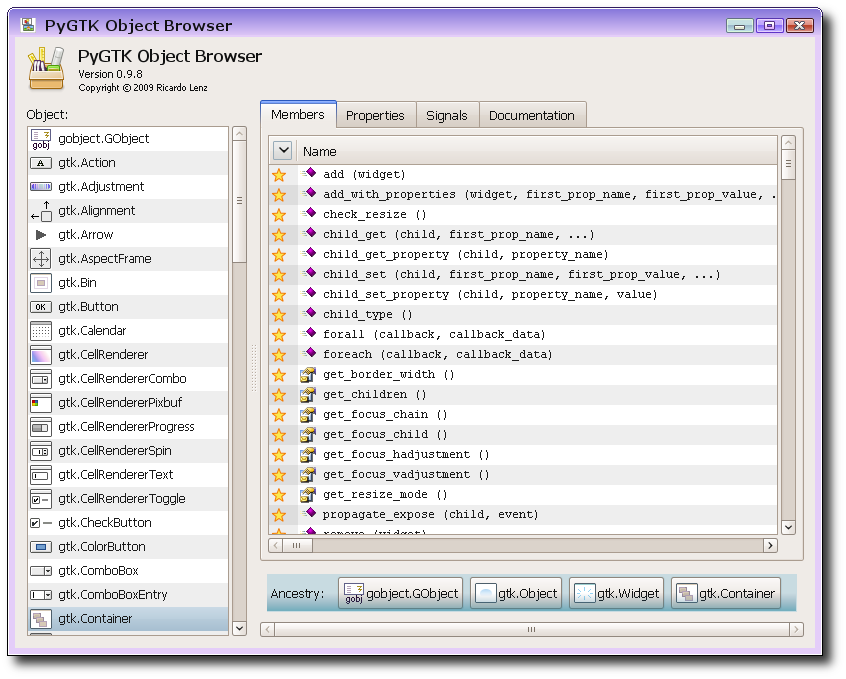 PyGTK Object Browser
PyGTK Object Browser
Version 0.9.8
Copyright © 2009 Ricardo Lenz
Object:
gobj
gobject.GObject
A
gtk.Action
gtk.Adjustment
gtk.Alignment
gtk.Arrow
gtk.AspectFrame
gtk.Bin
OK
gtk.Button
gtk.Calendar
gtk.CellRenderer
gtk.CellRendererCombo
gtk.CellRendererPixbuf
gtk.CellRendererProgress
gtk.CellRendererSpin
gtk.CellRendererText
gtk.CellRendererToggle
gtk.CheckButton
gtk.ColorButton
gtk.ComboBox
gtk.ComboBoxEntry
gtk.Container
Members
Properties
Signals
Documentation
Name
add (widget)
add_with_properties (widget, first_prop_name, first_prop_value, .
check_resize ()
child_get (child, first_prop_name, ...)
child_get_property (child, property_name)
child_set (child, first_prop_name, first_prop_value, ...)
child_set_property (child, property_name, value)
child_type ()
forall (callback, callback_data)
foreach (callback, callback_data)
get_border_width ()
get_children ()
get_focus_chain ()
get_focus_child ()
get_focus_hadjustment ()
get_focus_vadjustment ()
get_resize_mode ()
propagate_expose (child, event)
remove (widget)
Ancestry:
gobj
gobject.GObject
gtk.Object
gtk.Widget
gtk.Container